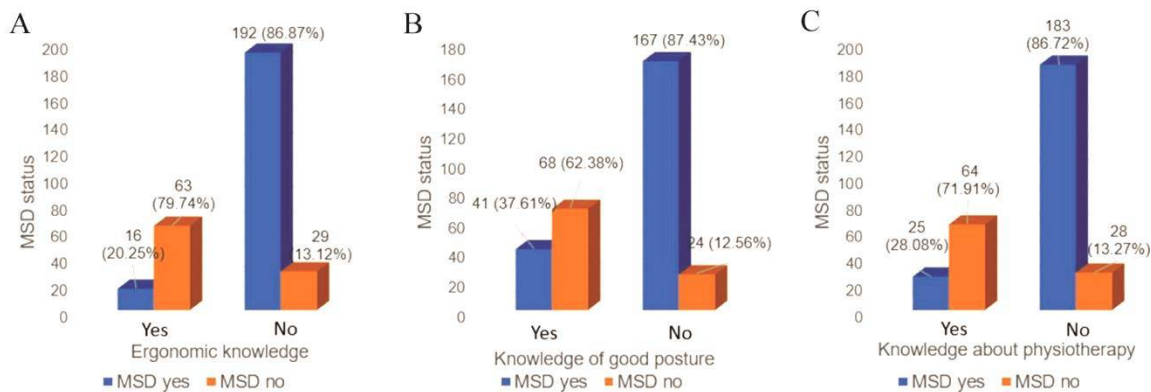 A
192 (86.87%)
200
180
160
140
120
100
80
60
40
20
0
MSD status
63
(79.74%)
16
(20.25%)
29
(13.12%)
Yes
No
Ergonomic knowledge
MSD yes
MSD no
B
167 (87.43%)
180
160
140
120
100
80
60
40
20
0
MSD status
68 (62.38%)
41 (37.61%)
24 (12.56%)
Yes
No
Knowledge of good posture
MSD yes
MSD no
C
183
(86.72%)
200
180
160
140
120
100
80
60
40
20
0
MSD status
64
(71.91%)
25
(28.08%)
28
(13.27%)
Yes
No
Knowledge about physiotherapy
MSD yes
MSD no